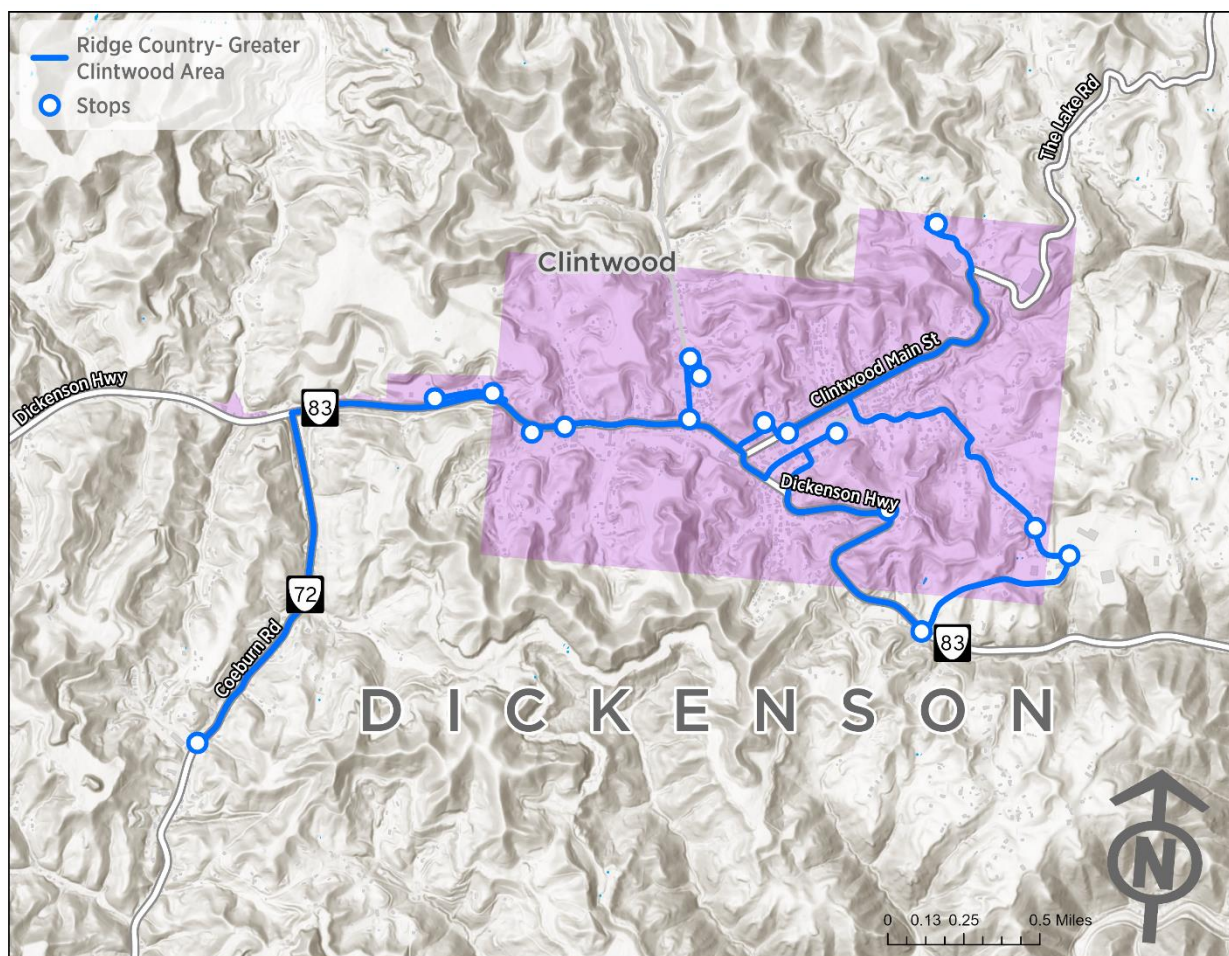 Ridge Country- Greater
Clintwood Area
Stops
The Lake Rd
Clintwood
Clintwood Main St
Dickenson Hwy
83
Dickenson Hwy
72
Coeburn Rd
83
DICKENSON
N
0 0.13 0.25 0.5 Miles